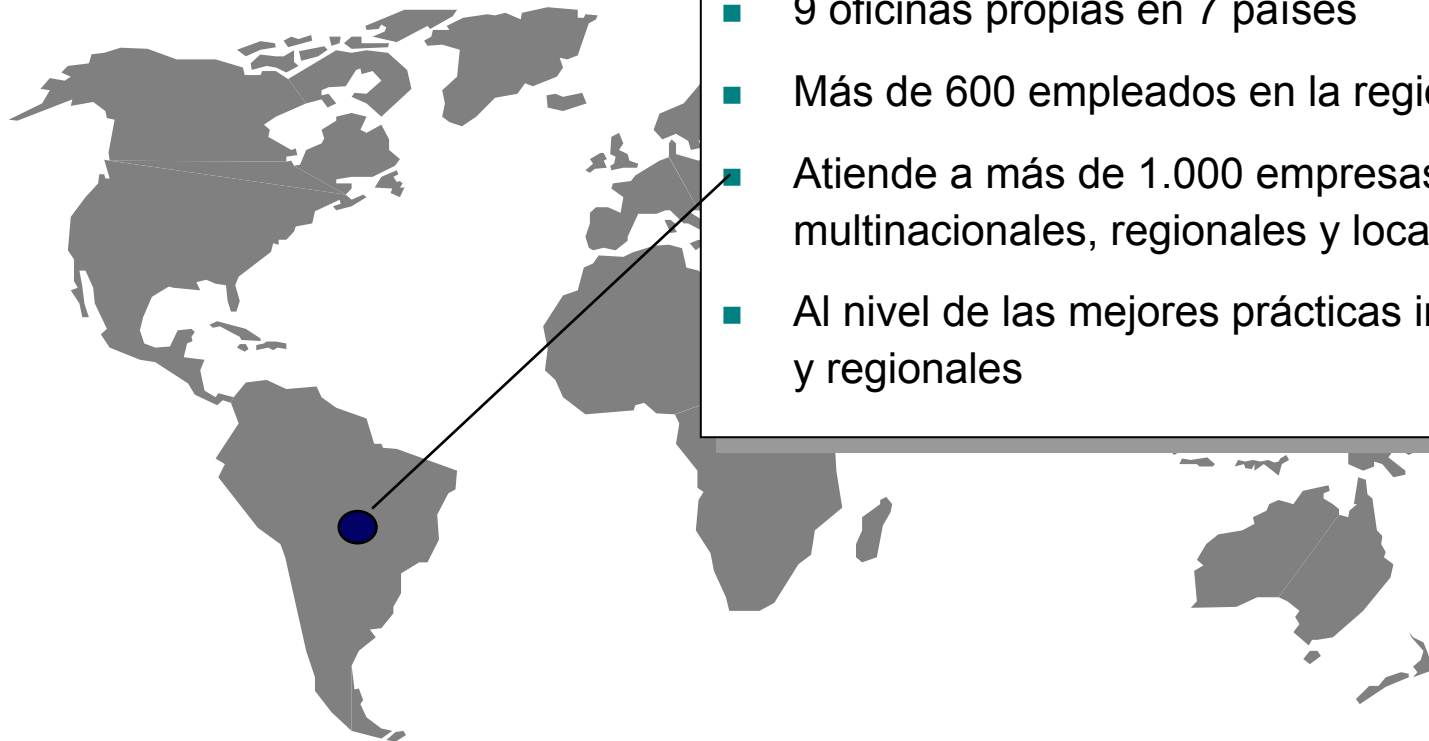 9 oficinas propias en 7 países
Más de 600 empleados en la
Atiende a más de 1.000 empresas
multinacionales, regionales y
Al nivel de las mejores prácticas
y regionales